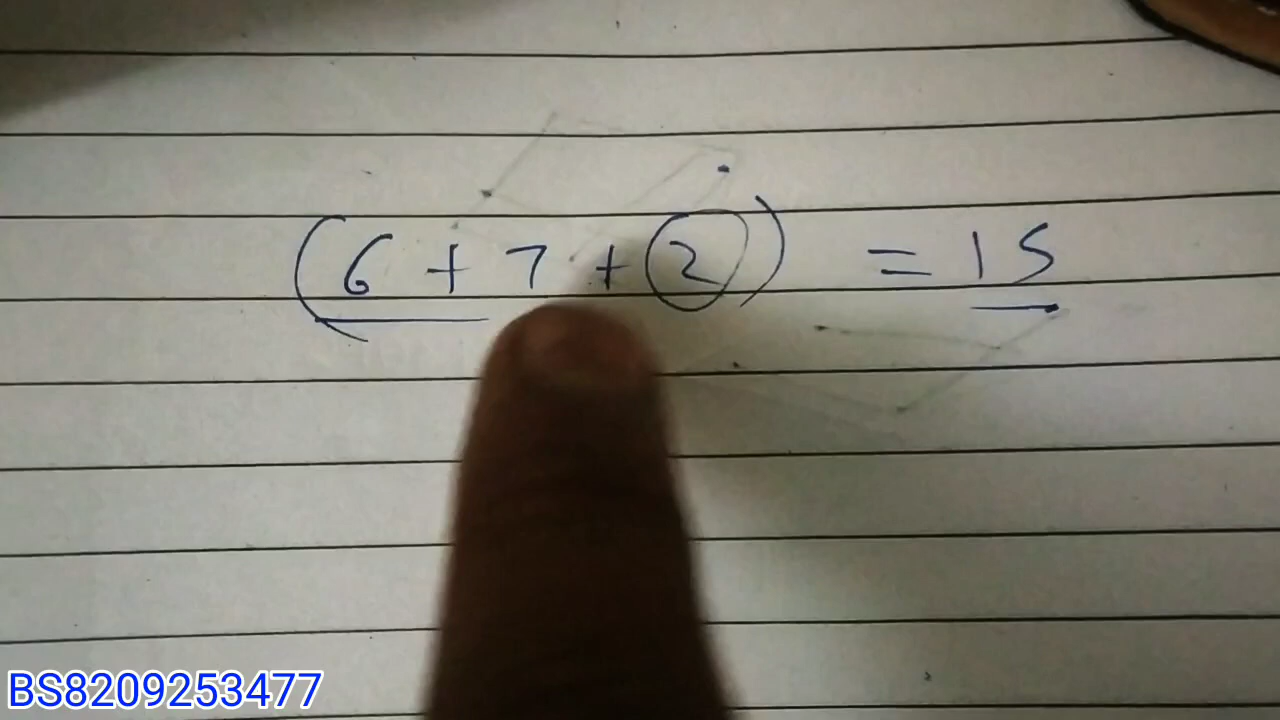 (6 + 7 + 2) = 15
BS8209253477